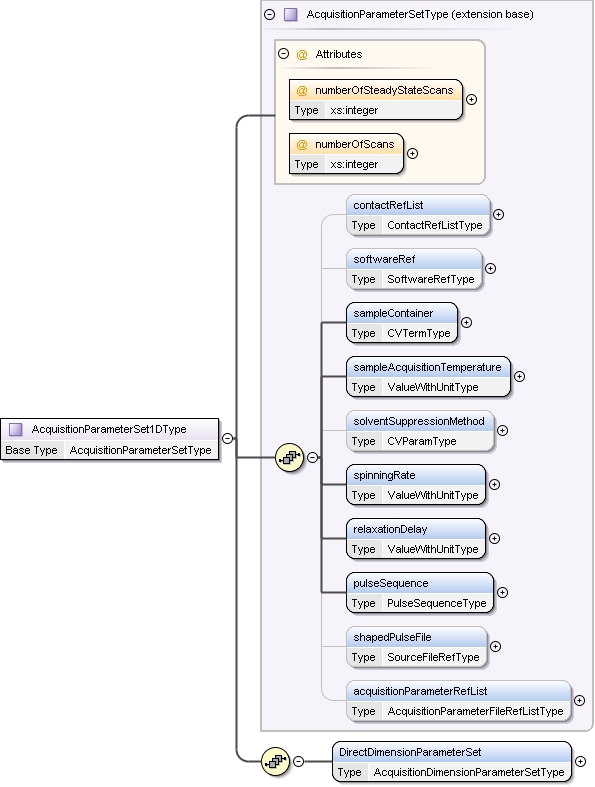 AcquisitionParameterSetType (extension base)
@ Attributes
@ numberOfSteadyStateScans
Type xs:integer
@ numberOfScans
Type xs:integer
contactRefList
Type ContactRefListType
softwareRef
Type SoftwareRefType
sampleContainer
Type CVTermType
sampleAcquisitionTemperature
Type ValueWithUnitType
solventSuppressionMethod
Type CVParamType
spinningRate
Type ValueWithUnitType
relaxationDelay
Type ValueWithUnitType
pulseSequence
Type PulseSequenceType
shapedPulseFile
Type SourceFileRefType
acquisitionParameterRefList
Type AcquisitionParameterFileRefListType
AcquisitionParameterSet1DType
Base Type AcquisitionParameterSetType
DirectDimensionParameterSet
Type AcquisitionDimensionParameterSetType